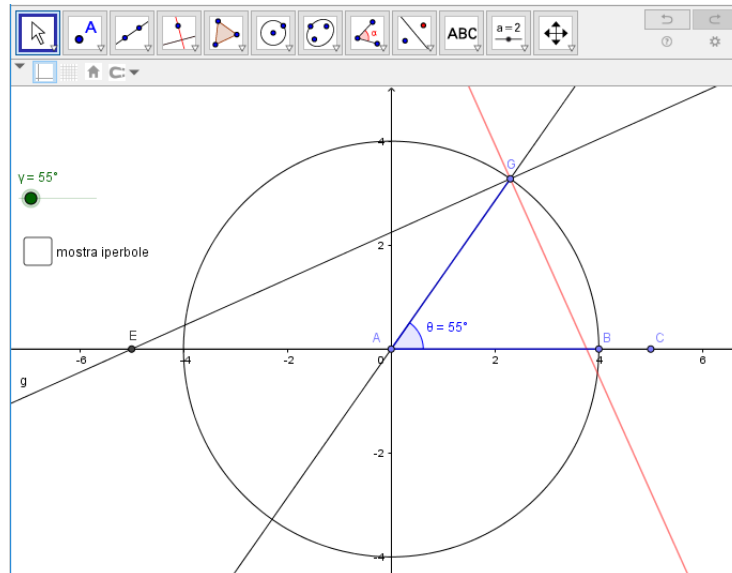 A
α
ABC
a = 2
4
G
γ = 55°
2
mostra iperbole
E
A
θ = 55°
B
C
-6
-4
-2
0
2
4
6
g
-2
-4